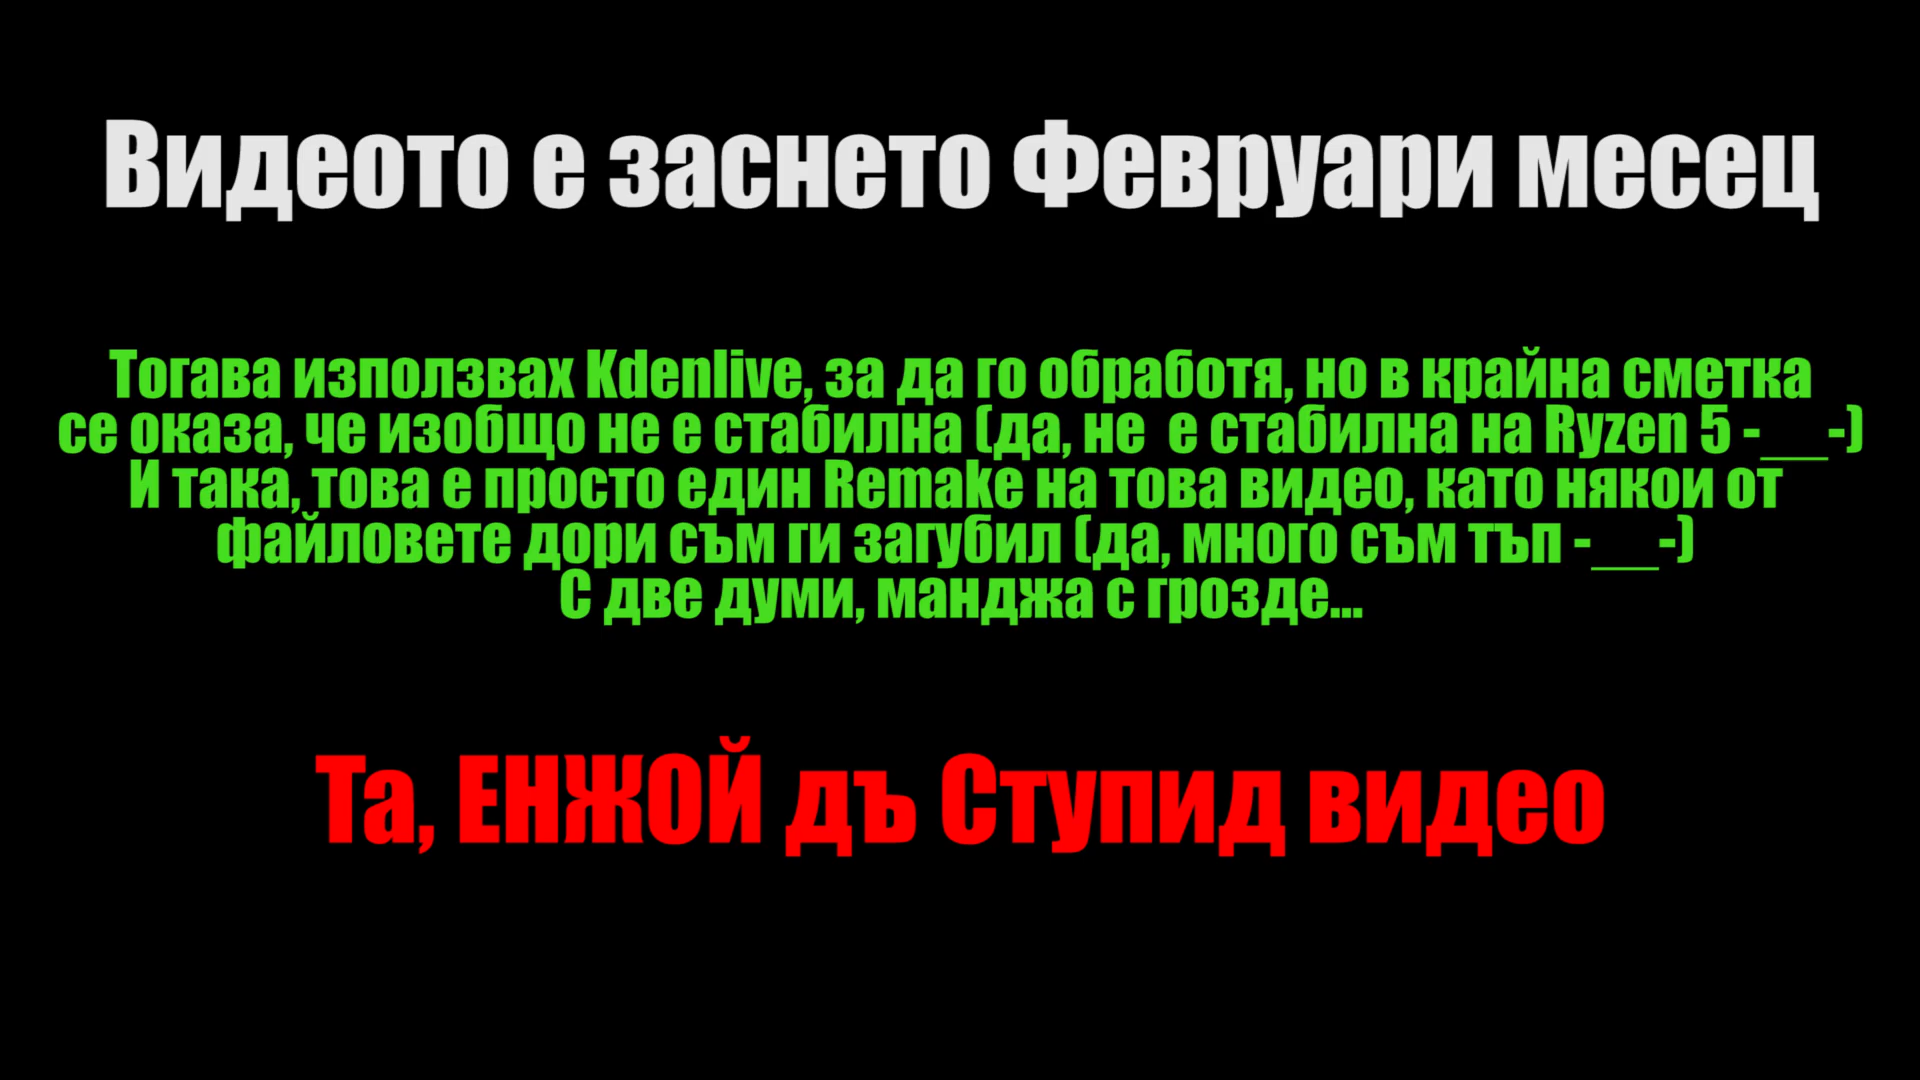 Видеото е заснето Февруари месец
Тогава използвах Kdenlive, за да го обработя, но в крайна сметка
се оказа, че изобщо не е стабилна (да, не  е стабилна на Ryzen 5 -__-)
И така, това е просто един Remake на това видео, като някои от
файловете дори съм ги загубил (да, много съм тъп -__-)
С две думи, манджа с грозде...
Та, ЕНЖОЙ дъ Ступид видео